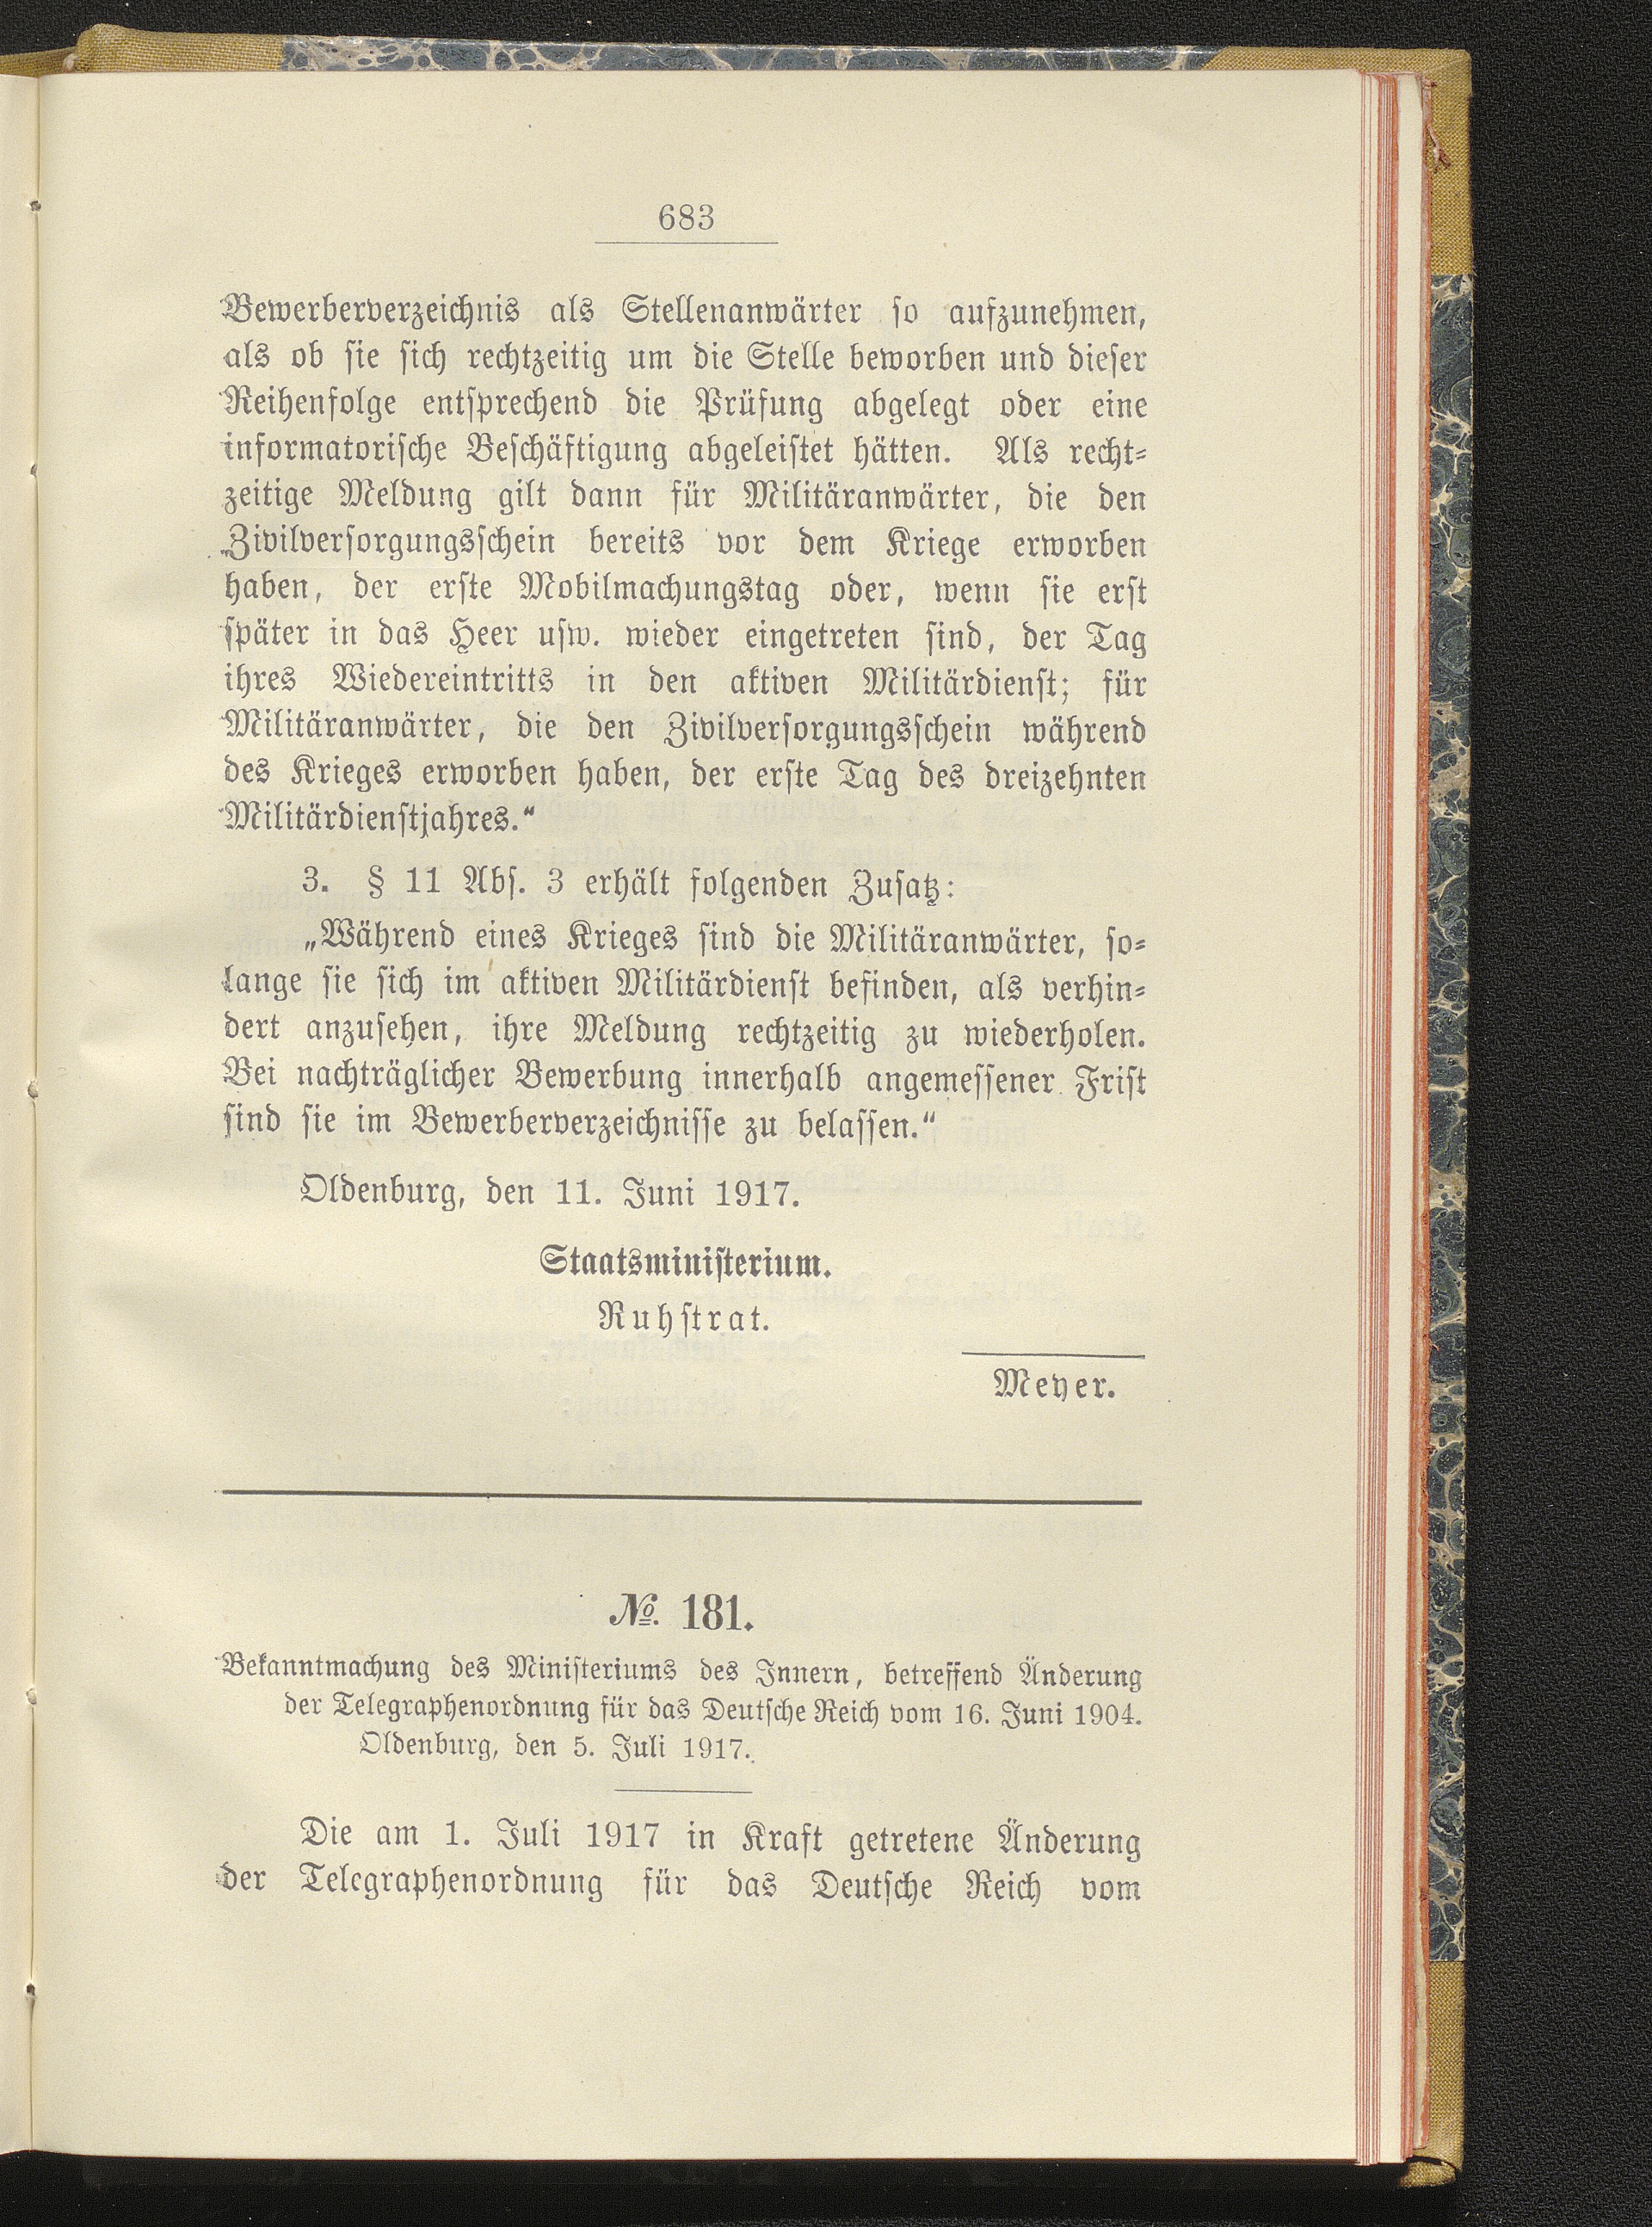 683
Bewerberverzeichnis als Stellenanwärter so aufzunehmen,
als ob sie sich rechtzeitig um die Stelle beworben und dieser
Reihenfolge entsprechend die Prüfung abgelegt oder eine
informatorische Beschäftigung abgeleistet hätten. Als recht-
zeitige Meldung gilt dann für Militäranwärter, die den
Zivilversorgungsschein bereits vor dem Kriege erworben
haben, der erste Mobilmachungstag oder, wenn sie erst
später in das Heer usw. wieder eingetreten sind, der Tag
ihres Wiedereintritts in den aktiven Militärdienst; für
Militäranwärter, die den Zivilversorgungsschein während
des Krieges erworben haben, der erste Tag des dreizehnten
Militärdienstjahres.“
3. § 11 Abs. 3 erhält folgenden Zusatz:
„Während eines Krieges sind die Militäranwärter, so-
lange sie sich im aktiven Militärdienst befinden, als verhin-
dert anzusehen, ihre Meldung rechtzeitig zu wiederholen.
Bei nachträglicher Bewerbung innerhalb angemessener Frist
sind sie im Bewerberverzeichnisse zu belassen.“
Oldenburg, den 11. Juni 1917.
Staatsministerium.
Ruhstrat.
Meyer.
№. 181.
Bekanntmachung des Ministeriums des Innern, betreffend Änderung
der Telegraphenordnung für das Deutsche Reich vom 16. Juni 1904.
Oldenburg, den 5. Juli 1917.
Die am 1. Juli 1917 in Kraft getretene Änderung
der Telegraphenordnung für das Deutsche Reich vom